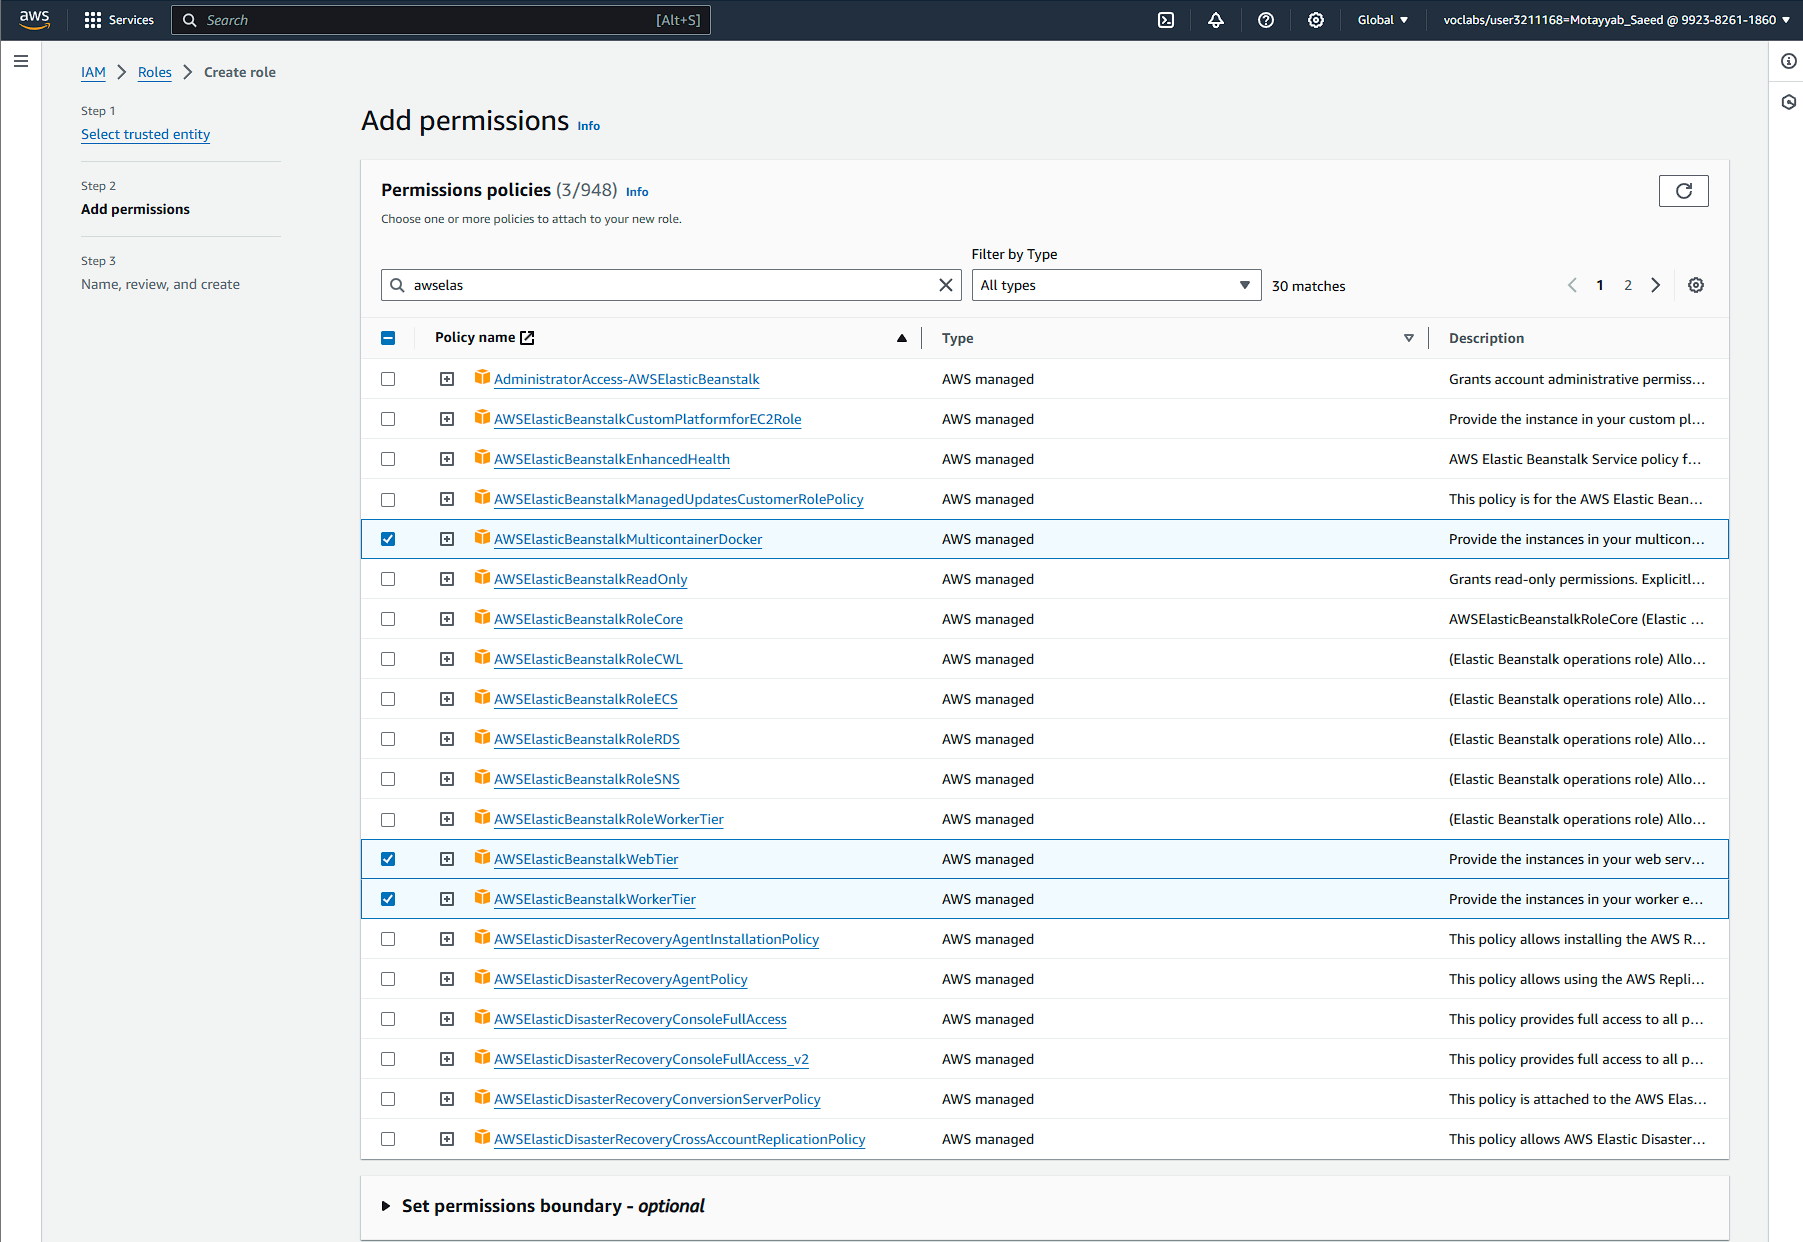 aws Services Search [Alt+S] Global voclabs/user3211168=Motayyab_Saeed @ 9923-8261-1860
IAM Roles Create role
Step 1
Select trusted entity
Step 2
Add permissions
Step 3
Name, review, and create
Add permissions Info
Permissions policies (3/948) Info
Choose one or more policies to attach to your new role.
Filter by Type
awselas All types 30 matches 1 2
Policy name Type Description
AdministratorAccess-AWSElasticBeanstalk AWS managed Grants account administrative permiss...
AWSElasticBeanstalkCustomPlatformforEC2Role AWS managed Provide the instance in your custom pl...
AWSElasticBeanstalkEnhancedHealth AWS managed AWS Elastic Beanstalk Service policy f...
AWSElasticBeanstalkManagedUpdatesCustomerRolePolicy AWS managed This policy is for the AWS Elastic Bean...
AWSElasticBeanstalkMulticontainerDocker AWS managed Provide the instances in your multicon...
AWSElasticBeanstalkReadOnly AWS managed Grants read-only permissions. Explicitl...
AWSElasticBeanstalkRoleCore AWS managed AWSElasticBeanstalkRoleCore (Elastic ...
AWSElasticBeanstalkRoleCWL AWS managed (Elastic Beanstalk operations role) Allo...
AWSElasticBeanstalkRoleECS AWS managed (Elastic Beanstalk operations role) Allo...
AWSElasticBeanstalkRoleRDS AWS managed (Elastic Beanstalk operations role) Allo...
AWSElasticBeanstalkRoleSNS AWS managed (Elastic Beanstalk operations role) Allo...
AWSElasticBeanstalkRoleWorkerTier AWS managed (Elastic Beanstalk operations role) Allo...
AWSElasticBeanstalkWebTier AWS managed Provide the instances in your web serv...
AWSElasticBeanstalkWorkerTier AWS managed Provide the instances in your worker e...
AWSElasticDisasterRecoveryAgentInstallationPolicy AWS managed This policy allows installing the AWS R...
AWSElasticDisasterRecoveryAgentPolicy AWS managed This policy allows using the AWS Repli...
AWSElasticDisasterRecoveryConsoleFullAccess AWS managed This policy provides full access to all p...
AWSElasticDisasterRecoveryConsoleFullAccess_v2 AWS managed This policy provides full access to all p...
AWSElasticDisasterRecoveryConversionServerPolicy AWS managed This policy is attached to the AWS Elas...
AWSElasticDisasterRecoveryCrossAccountReplicationPolicy AWS managed This policy allows AWS Elastic Disaster...
Set permissions boundary - optional